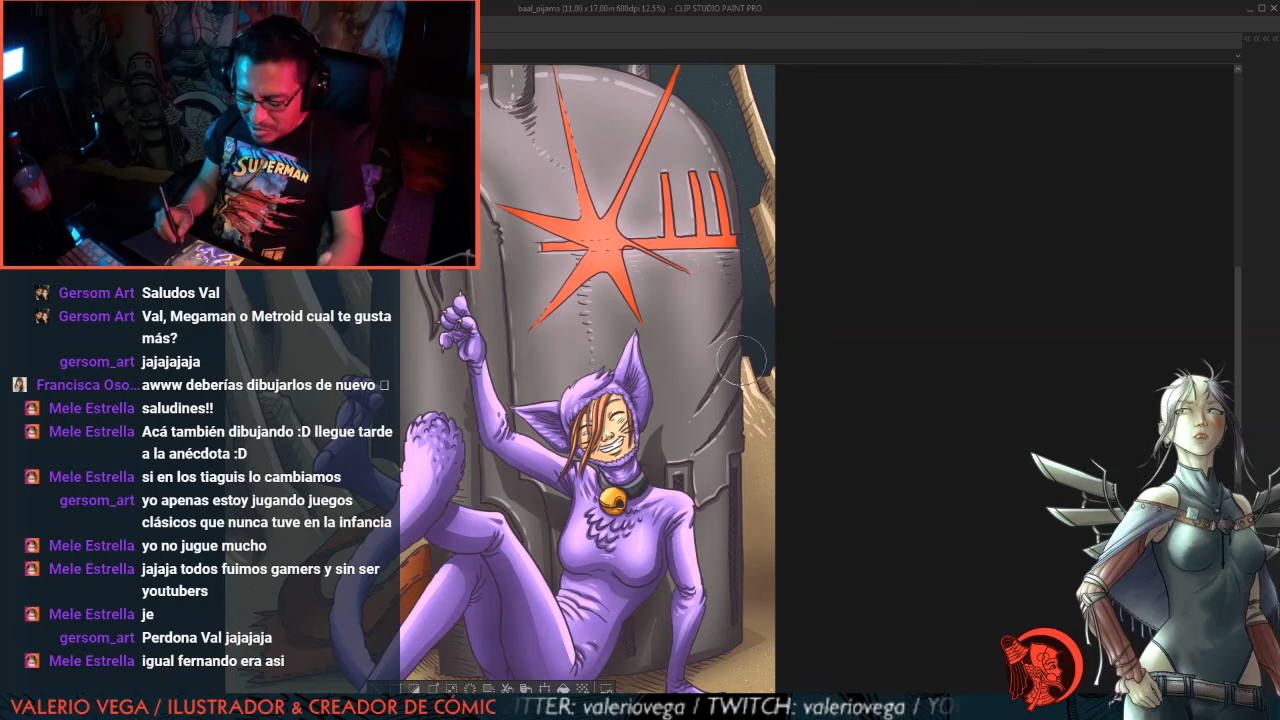 baal_pijama (11.00 x 17.00in 600dpi 12.5%) - CLIP STUDIO PAINT PRO
SUPERMAN
Gersom Art Saludos Val
Gersom Art Val, Megaman o Metroid cual te gusta
más?
gersom_art jajajajaja
Francisca Oso... awww deberías dibujarlos de nuevo
Mele Estrella saludines!!
Mele Estrella Acá también dibujando :D llegue tarde
a la anécdota :D
Mele Estrella si en los tiaguis lo cambiamos
gersom_art yo apenas estoy jugando juegos
clásicos que nunca tuve en la infancia
Mele Estrella yo no jugue mucho
Mele Estrella jajaja todos fuimos gamers y sin ser
youtubers
Mele Estrella je
gersom_art Perdona Val jajajaja
Mele Estrella igual fernando era asi
VALERIO VEGA / ILUSTRADOR & CREADOR DE CÓMIC
ITTER: valeriovega / TWITCH: valeriovega / YO